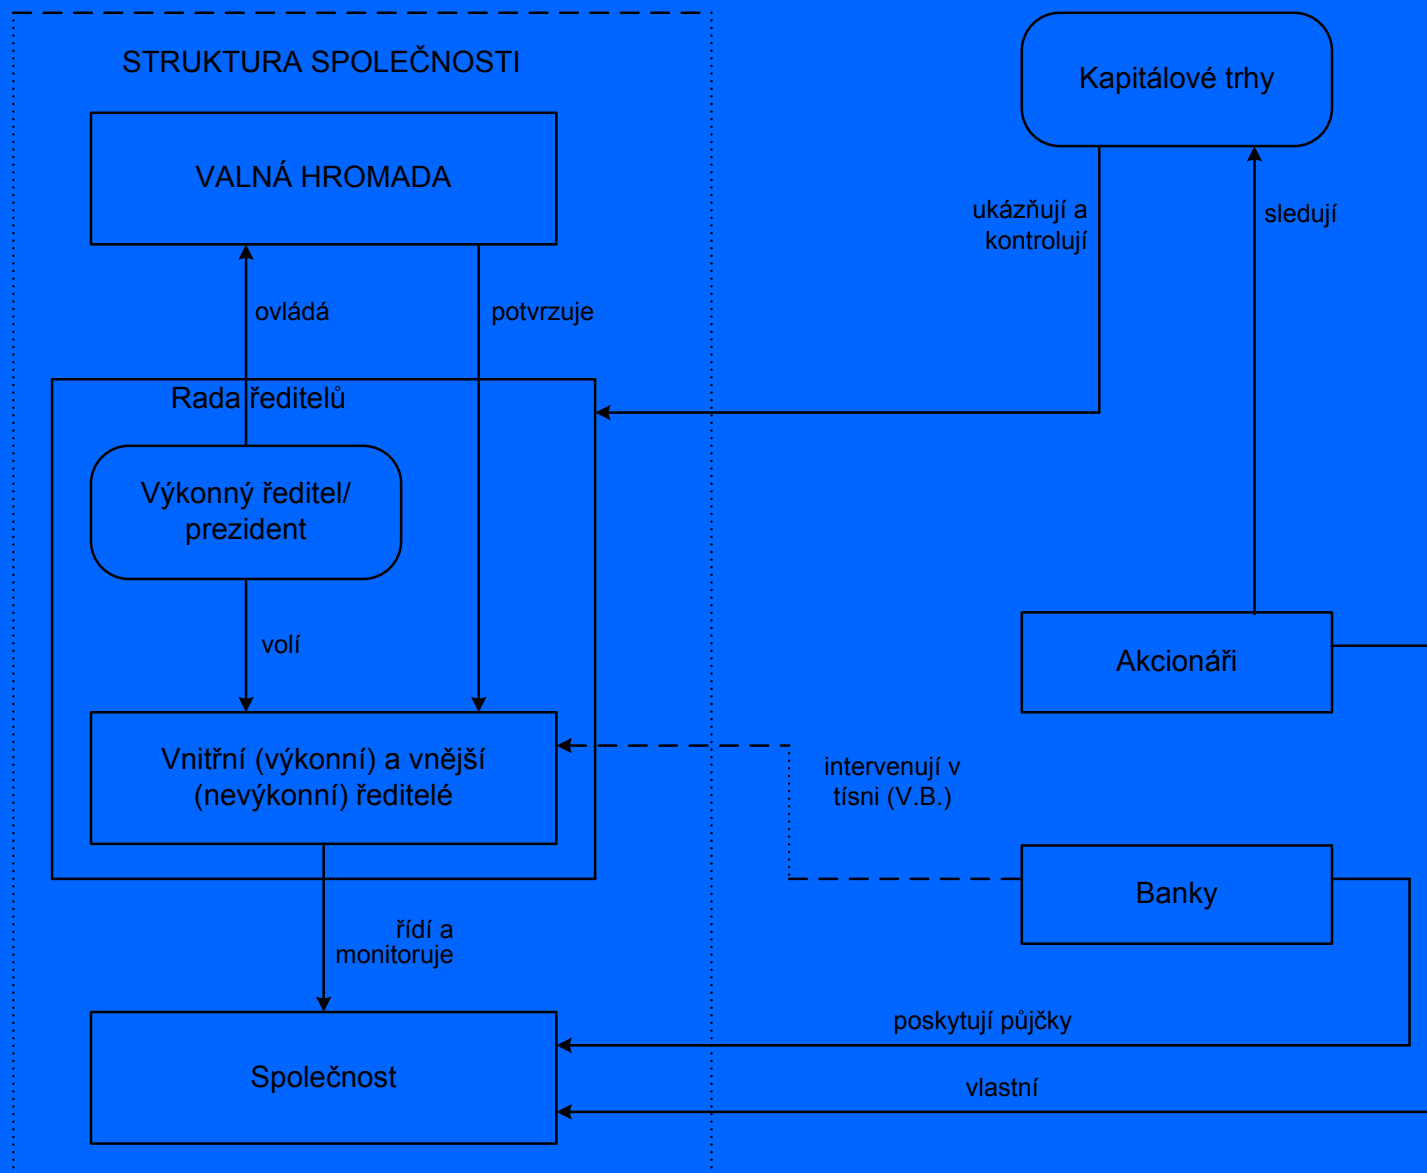 STRUKTURA SPOLEČNOSTI
Kapitálové trhy
VALNÁ HROMADA
ukázňují a
kontrolují
sledují
ovládá
potvrzuje
Rada ředitelů
Výkonný ředitel/
prezident
volí
Akcionáři
Vnitřní (výkonní) a vnější
(nevýkonní) ředitelé
intervenují v
tísni (V.B.)
Banky
řídí a
monitoruje
poskytují půjčky
Společnost
vlastní